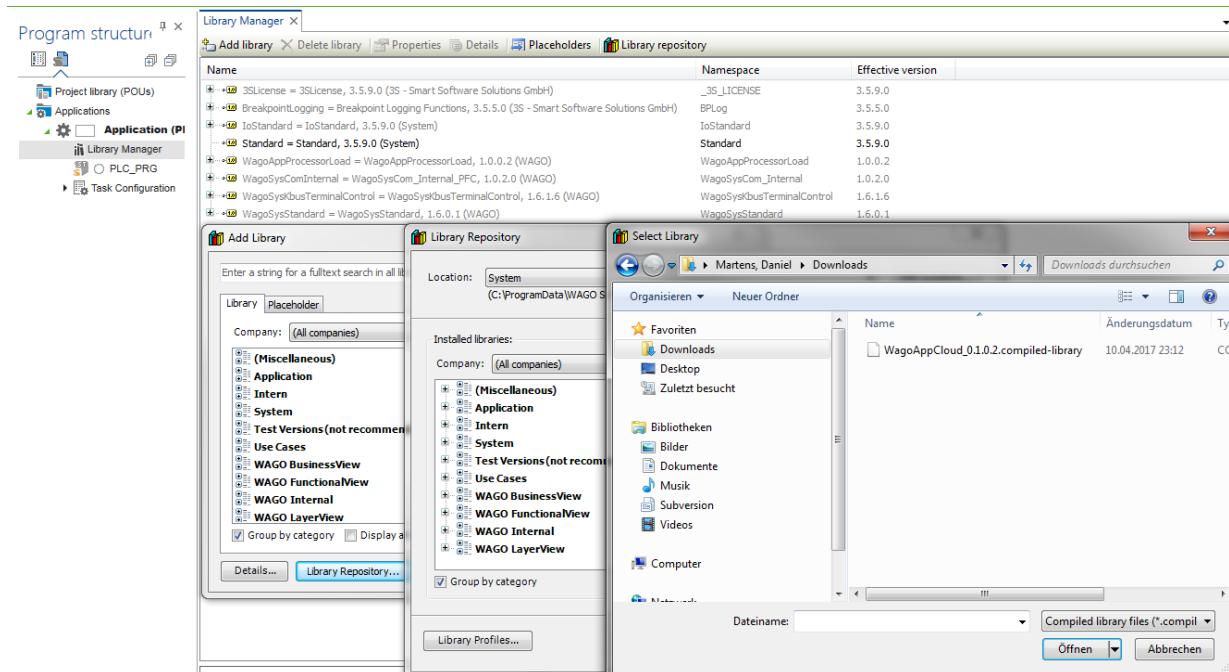 Program structure
Project library (POUs)
Applications
Application (Pl
Library Manager
PLC_PRG
Task Configuration
Library Manager
Add library Delete library Properties Details Placeholders Library repository
Name Namespace Effective version
3SLicense = 3SLicense, 3.5.9.0 (3S - Smart Software Solutions GmbH) _3S_LICENSE 3.5.9.0
BreakpointLogging = Breakpoint Logging Functions, 3.5.5.0 (3S - Smart Software Solutions GmbH) BPLog 3.5.5.0
IoStandard = IoStandard, 3.5.9.0 (System) IoStandard 3.5.9.0
Standard = Standard, 3.5.9.0 (System) Standard 3.5.9.0
WagoAppProcessorLoad = WagoAppProcessorLoad, 1.0.0.2 (WAGO) WagoAppProcessorLoad 1.0.0.2
WagoSysComInternal = WagoSysCom_Internal_PFC, 1.0.2.0 (WAGO) WagoSysCom_Internal 1.0.2.0
WagoSysKbusTerminalControl = WagoSysKbusTerminalControl, 1.6.1.6 (WAGO) WagoSysKbusTerminalControl 1.6.1.6
WagoSysStandard = WagoSysStandard, 1.6.0.1 (WAGO) WagoSysStandard 1.6.0.1
Add Library
Enter a string for a fulltext search in all lib
Library Placeholder
Company: (All companies)
(Miscellaneous)
Application
Intern
System
Test Versions(not recommen
Use Cases
WAGO BusinessView
WAGO FunctionalView
WAGO Internal
WAGO LayerView
Group by category Display a
Details... Library Repository...
Library Repository
Location: System
(C:\ProgramData\WAGO S
Installed libraries:
Company: (All companies)
(Miscellaneous)
Application
Intern
System
Test Versions(not recomm
Use Cases
WAGO BusinessView
WAGO FunctionalView
WAGO Internal
WAGO LayerView
Group by category
Library Profiles...
Select Library
Martens, Daniel Downloads
Downloads durchsuchen
Organisieren Neuer Ordner
Favoriten
Downloads
Desktop
Zuletzt besucht
Bibliotheken
Bilder
Dokumente
Musik
Subversion
Videos
Computer
Name Änderungsdatum Ty
WagoAppCloud_0.1.0.2.compiled-library 10.04.2017 23:12 CO
Dateiname: Compiled library files (*.compil
Öffnen Abbrechen